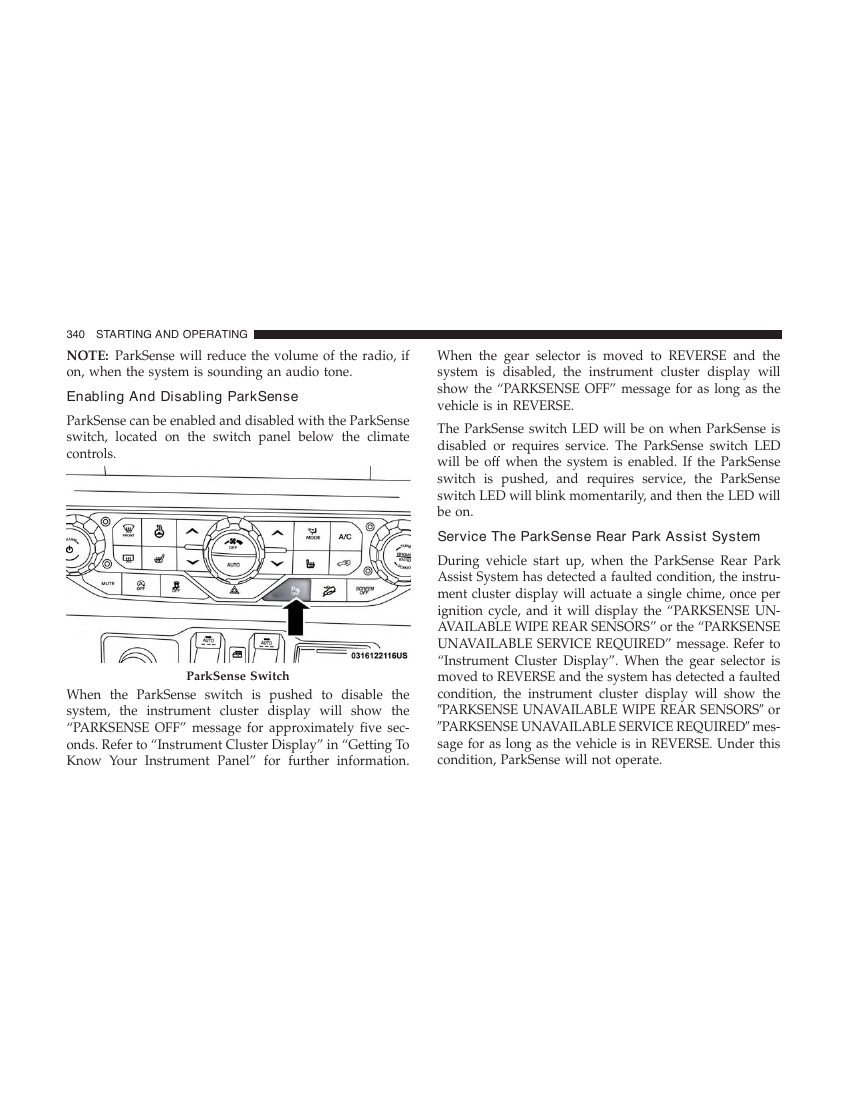 340 STARTING AND OPERATING
NOTE: ParkSense will reduce the volume of the radio, if
on, when the system is sounding an audio tone.
Enabling And Disabling ParkSense
ParkSense can be enabled and disabled with the ParkSense
switch, located on the switch panel below the climate
controls.
FRONT
OFF
MODE
A/C
AUTO
MUTE
OFF
OFF
SCREEN
OFF
AUTO
AUTO
0316122116US
ParkSense Switch
When the ParkSense switch is pushed to disable the
system, the instrument cluster display will show the
“PARKSENSE OFF” message for approximately five sec-
onds. Refer to “Instrument Cluster Display” in “Getting To
Know Your Instrument Panel” for further information.
When the gear selector is moved to REVERSE and the
system is disabled, the instrument cluster display will
show the “PARKSENSE OFF” message for as long as the
vehicle is in REVERSE.
The ParkSense switch LED will be on when ParkSense is
disabled or requires service. The ParkSense switch LED
will be off when the system is enabled. If the ParkSense
switch is pushed, and requires service, the ParkSense
switch LED will blink momentarily, and then the LED will
be on.
Service The ParkSense Rear Park Assist System
During vehicle start up, when the ParkSense Rear Park
Assist System has detected a faulted condition, the instru-
ment cluster display will actuate a single chime, once per
ignition cycle, and it will display the “PARKSENSE UN-
AVAILABLE WIPE REAR SENSORS” or the “PARKSENSE
UNAVAILABLE SERVICE REQUIRED” message. Refer to
“Instrument Cluster Display”. When the gear selector is
moved to REVERSE and the system has detected a faulted
condition, the instrument cluster display will show the
"PARKSENSE UNAVAILABLE WIPE REAR SENSORS" or
"PARKSENSE UNAVAILABLE SERVICE REQUIRED" mes-
sage for as long as the vehicle is in REVERSE. Under this
condition, ParkSense will not operate.